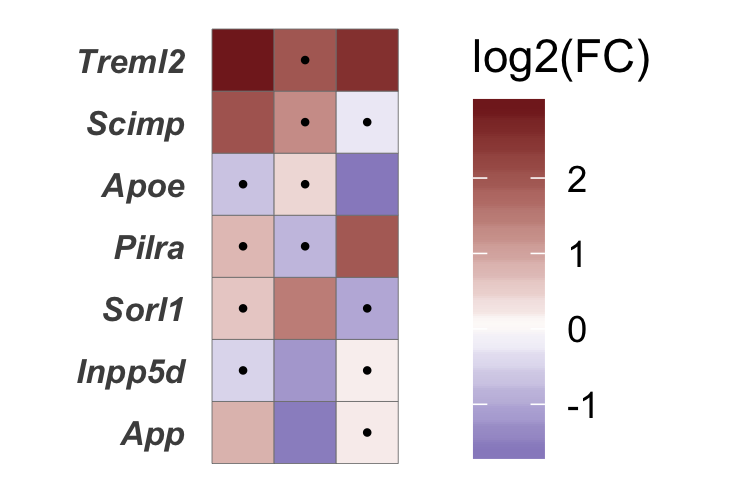 Treml2
Scimp
Apoe
Pilra
Sorl1
Inpp5d
App
log2(FC)
2
1
0
-1